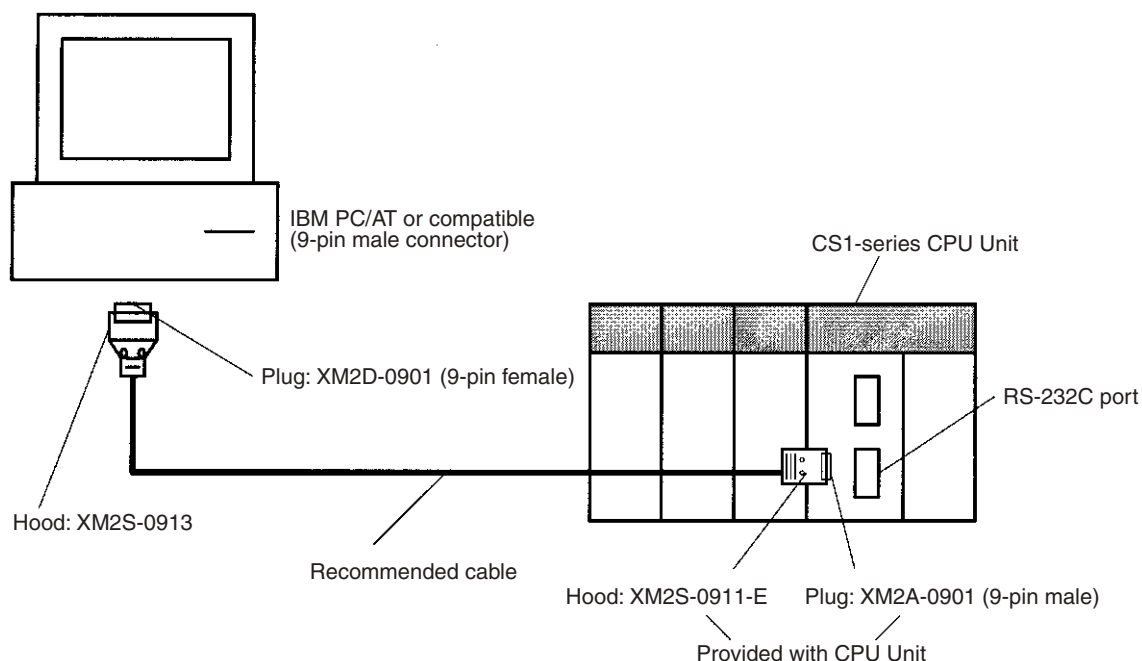 IBM PC/AT or compatible
(9-pin male connector)
CS1-series CPU Unit
Plug: XM2D-0901 (9-pin female)
RS-232C port
Hood: XM2S-0913
Recommended cable
Hood: XM2S-0911-E
Plug: XM2A-0901 (9-pin male)
Provided with CPU Unit